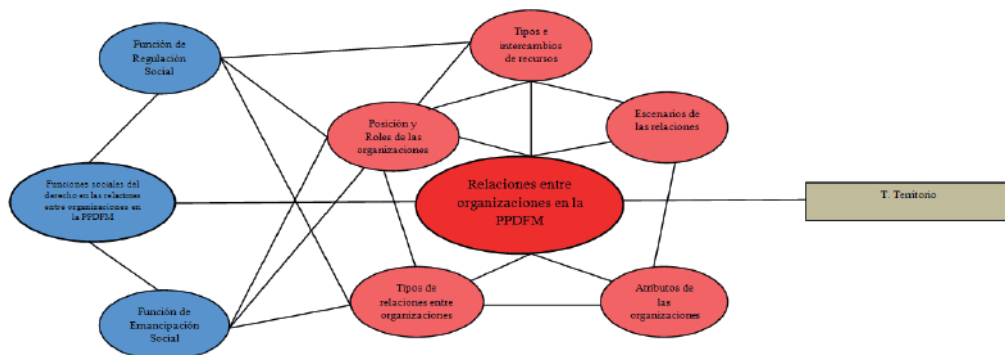 Función de
Regulación
Social
Tipos e
intercambios
de recursos
Posición y
Roles de las
organizaciones
Escenarios de
las relaciones
Funciones sociales del
derecho en las relaciones
entre organizaciones en
la PPDFM
Relaciones entre
organizaciones en la
PPDFM
T. Territorio
Función de
Emancipación
Social
Tipos de
relaciones entre
organizaciones
Atributos de
las
organizaciones